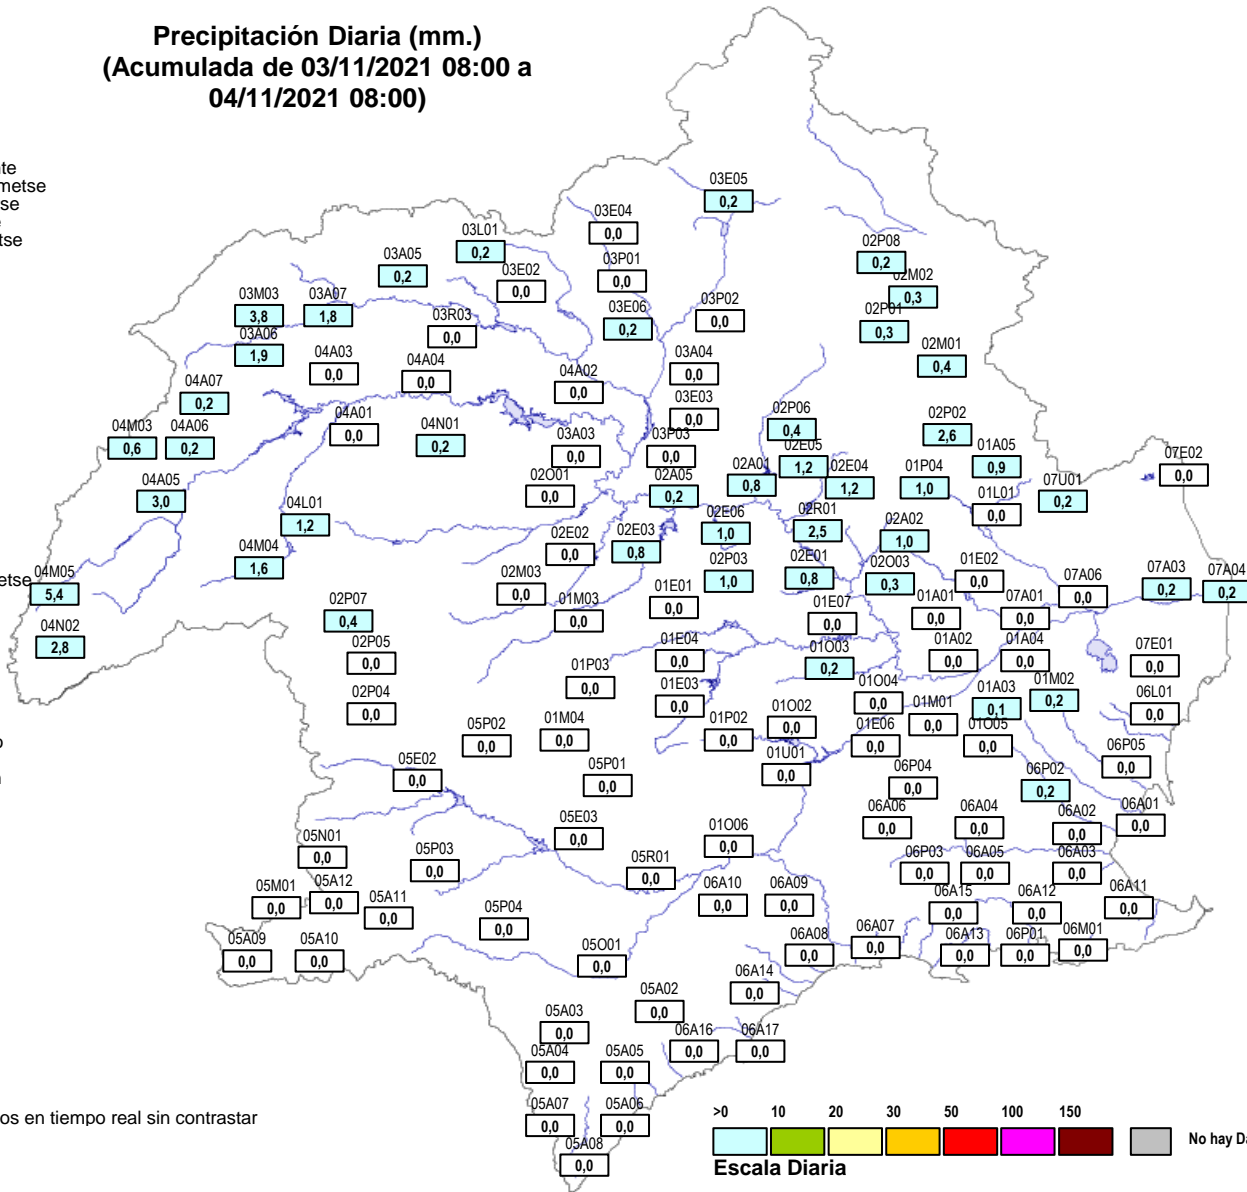 Precipitación Diaria (mm.)
(Acumulada de 03/11/2021 08:00 a
04/11/2021 08:00)
03E05
0,2
03E04
0,0
03L01
0,2
03A05
0,2
03E02
0,0
03P01
0,0
02P08
0,2
02M02
0,3
03M03
3,8
03A07
1,8
03R03
0,0
03E06
0,2
03P02
0,0
02P01
0,3
03A06
1,9
04A03
0,0
04A04
0,0
04A02
0,0
03A04
0,0
02M01
0,4
04A07
0,2
03E03
0,0
04M03
0,6
04A06
0,2
04A01
0,0
04N01
0,2
03A03
0,0
03P03
0,0
02P06
0,4
02P02
2,6
02E05
1,2
01A05
0,9
07E02
0,0
04A05
3,0
02O01
0,0
02A05
0,2
02A01
0,8
02E04
1,2
01P04
1,0
01L01
0,0
07U01
0,2
04L01
1,2
02E06
1,0
02R01
2,5
02A02
1,0
02E02
0,0
02E03
0,8
04M04
1,6
etse
04M05
5,4
02M03
0,0
02P03
1,0
02E01
0,8
02O03
0,3
01E02
0,0
07A06
0,0
07A03
0,2
07A04
0,2
02P07
0,4
01M03
0,0
01E01
0,0
01E07
0,0
01A01
0,0
07A01
0,0
04N02
2,8
02P05
0,0
01E04
0,0
01O03
0,2
01A02
0,0
01A04
0,0
07E01
0,0
01P03
0,0
01E03
0,0
01O04
0,0
01A03
0,1
01M02
0,2
06L01
0,0
02P04
0,0
05P02
0,0
01M04
0,0
01P02
0,0
01O02
0,0
01E06
0,0
01M01
0,0
01O05
0,0
05E02
0,0
05P01
0,0
01U01
0,0
06P04
0,0
06P02
0,2
06P05
0,0
05E03
0,0
01O06
0,0
06A06
0,0
06A04
0,0
06A02
0,0
06A01
0,0
05N01
0,0
05P03
0,0
05R01
0,0
06P03
0,0
06A05
0,0
06A03
0,0
05M01
0,0
05A12
0,0
05A11
0,0
05P04
0,0
06A10
0,0
06A09
0,0
06A15
0,0
06A12
0,0
06A11
0,0
05A09
0,0
05A10
0,0
05O01
0,0
06A08
0,0
06A07
0,0
06A13
0,0
06P01
0,0
06M01
0,0
06A14
0,0
05A02
0,0
05A03
0,0
06A16
0,0
06A17
0,0
05A04
0,0
05A05
0,0
05A07
0,0
05A06
0,0
05A08
0,0
os en tiempo real sin contrastar
>0 10 20 30 50 100 150
No hay Da
Escala Diaria